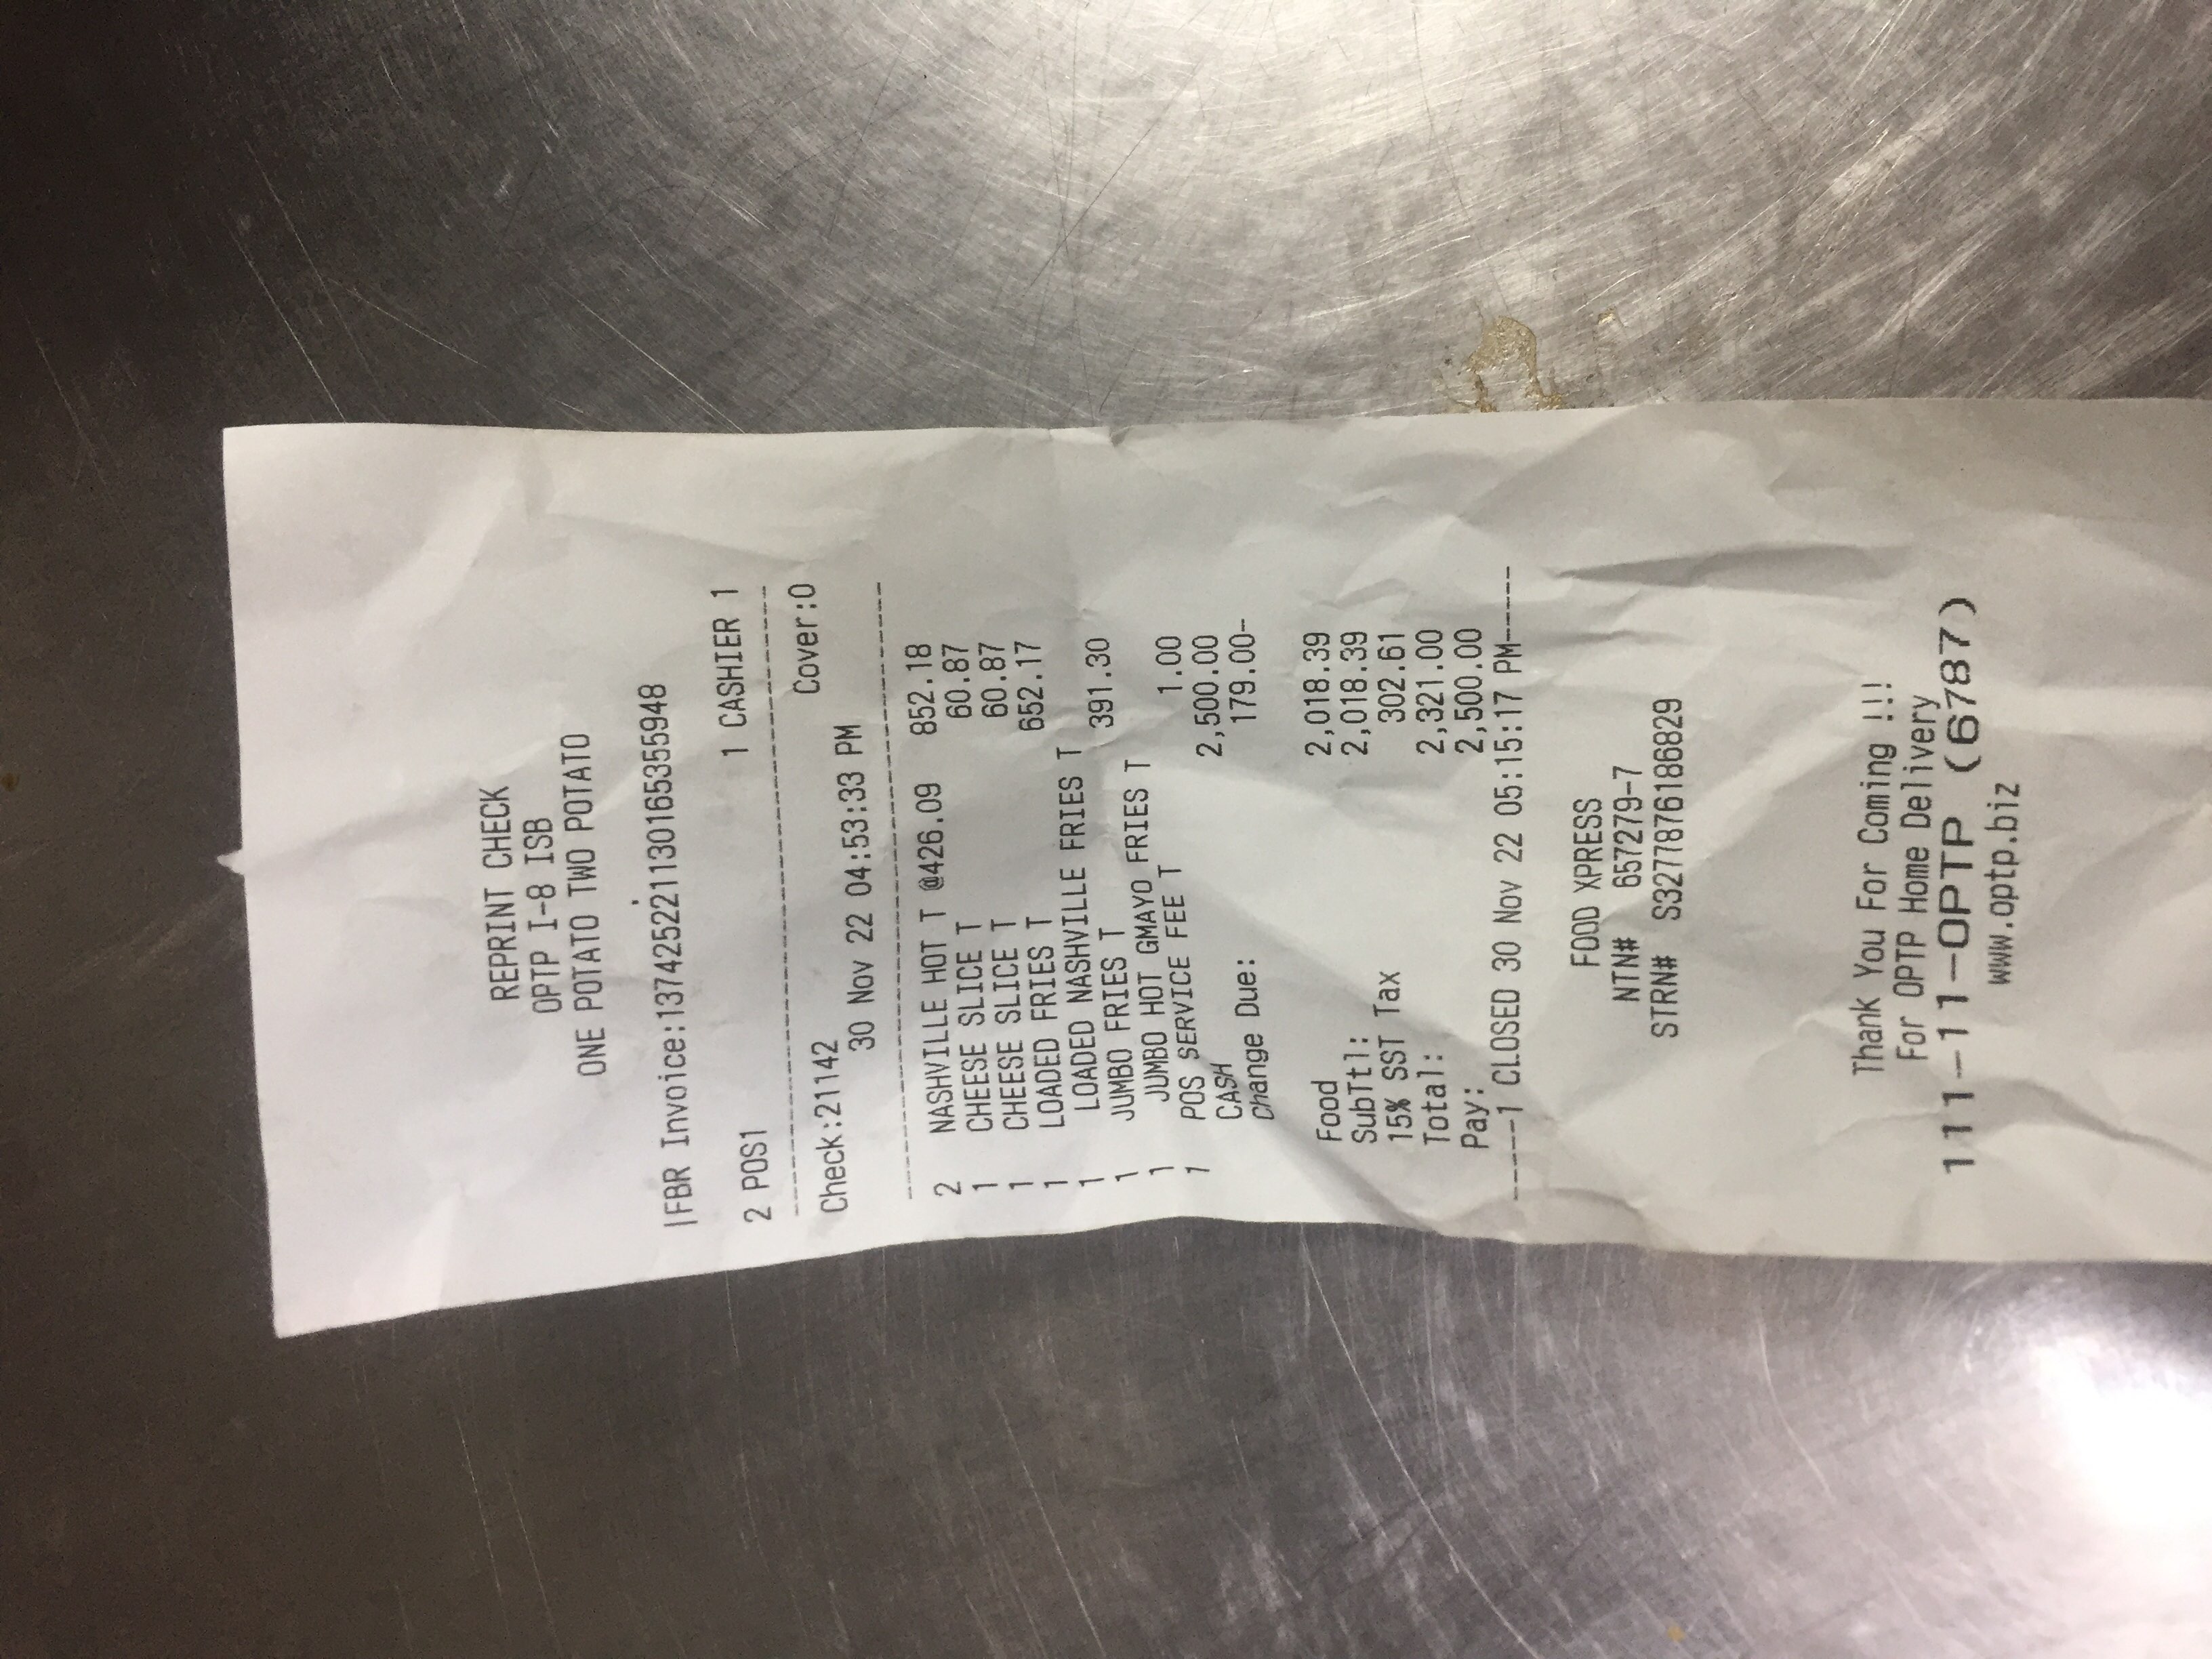 REPRINT CHECK
OPTP I-8 ISB
ONE POTATO TWO POTATO
.
|FBR Invoice:137425221130165355948
2 POS1 1 CASHIER 1
--------------------------------------
Check:21142 Cover:0
30 Nov 22 04:53:33 PM
--------------------------------------
2 NASHVILLE HOT T @426.09 852.18
1 CHEESE SLICE T 60.87
1 CHEESE SLICE T 60.87
1 LOADED FRIES T 652.17
1 LOADED NASHVILLE FRIES T
1 JUMBO FRIES T 391.30
1 JUMBO HOT GMAYO FRIES T
1 POS SERVICE FEE T 1.00
CASH 2,500.00
Change Due: 179.00-
Food 2,018.39
SubTtl: 2,018.39
15% SST Tax 302.61
Total: 2,321.00
Pay: 2,500.00
-----1 CLOSED 30 Nov 22 05:15:17 PM-----
FOOD XPRESS
NTN# 657279-7
STRN# S3277876186829
Thank You For Coming !!!
For OPTP Home Delivery
111-11-OPTP (6787)
www.optp.biz